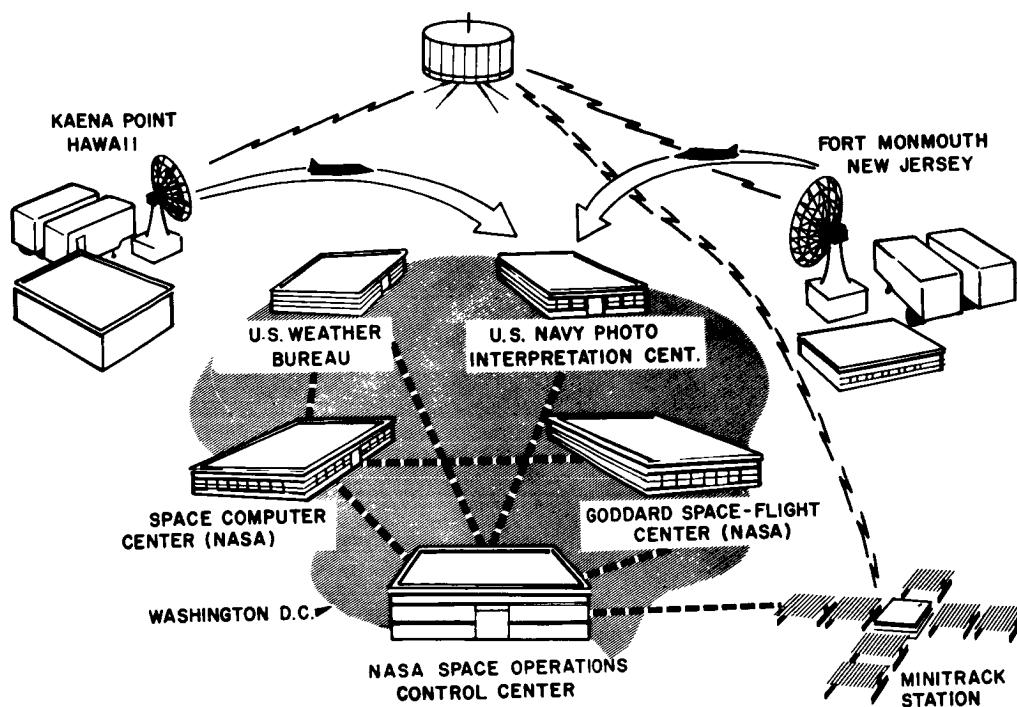 KAENA POINT
HAWAII
FORT MONMOUTH
NEW JERSEY
U.S. WEATHER
BUREAU
U.S. NAVY PHOTO
INTERPRETATION CENT.
SPACE COMPUTER
CENTER (NASA)
GODDARD SPACE-FLIGHT
CENTER (NASA)
WASHINGTON D.C.
NASA SPACE OPERATIONS
CONTROL CENTER
MINITRACK
STATION